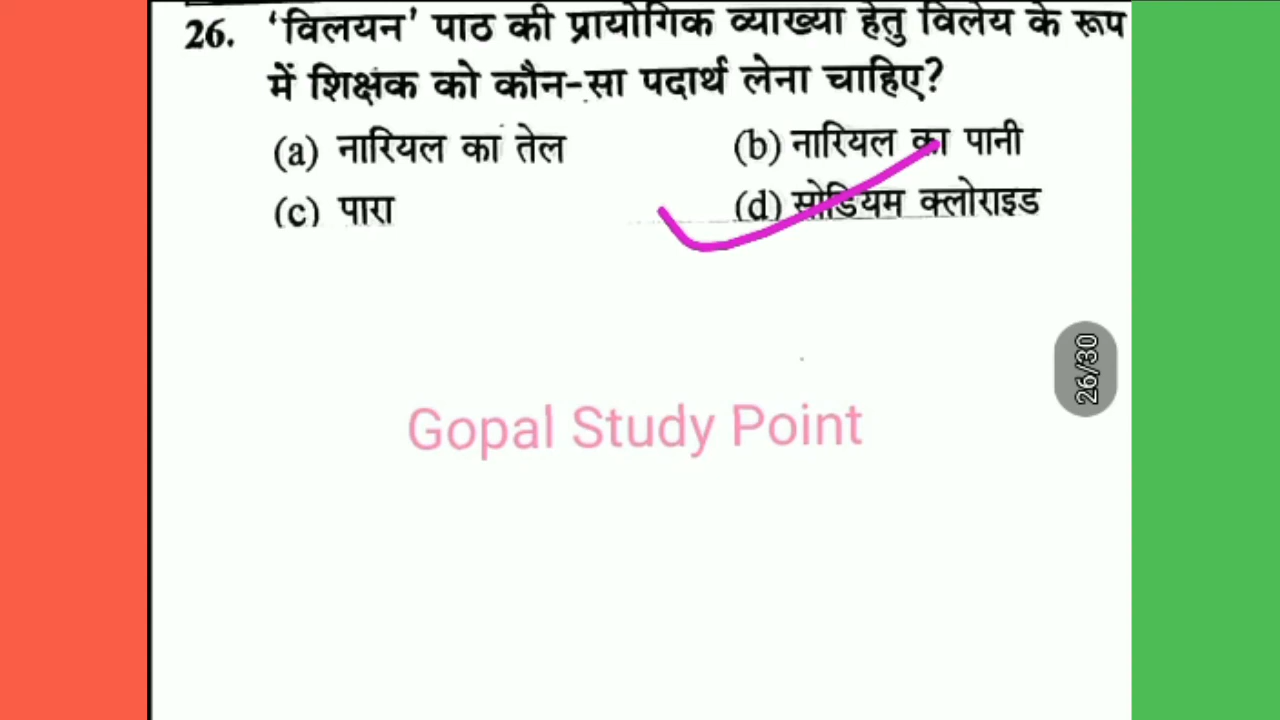 26. ‘विलयन’ पाठ की प्रायोगिक व्याख्या हेतु विलेय के रूप
में शिक्षक को कौन-सा पदार्थ लेना चाहिए?
(a) नारियल का तेल (b) नारियल का पानी
(c) पारा (d) सोडियम क्लोराइड
26/30
Gopal Study Point